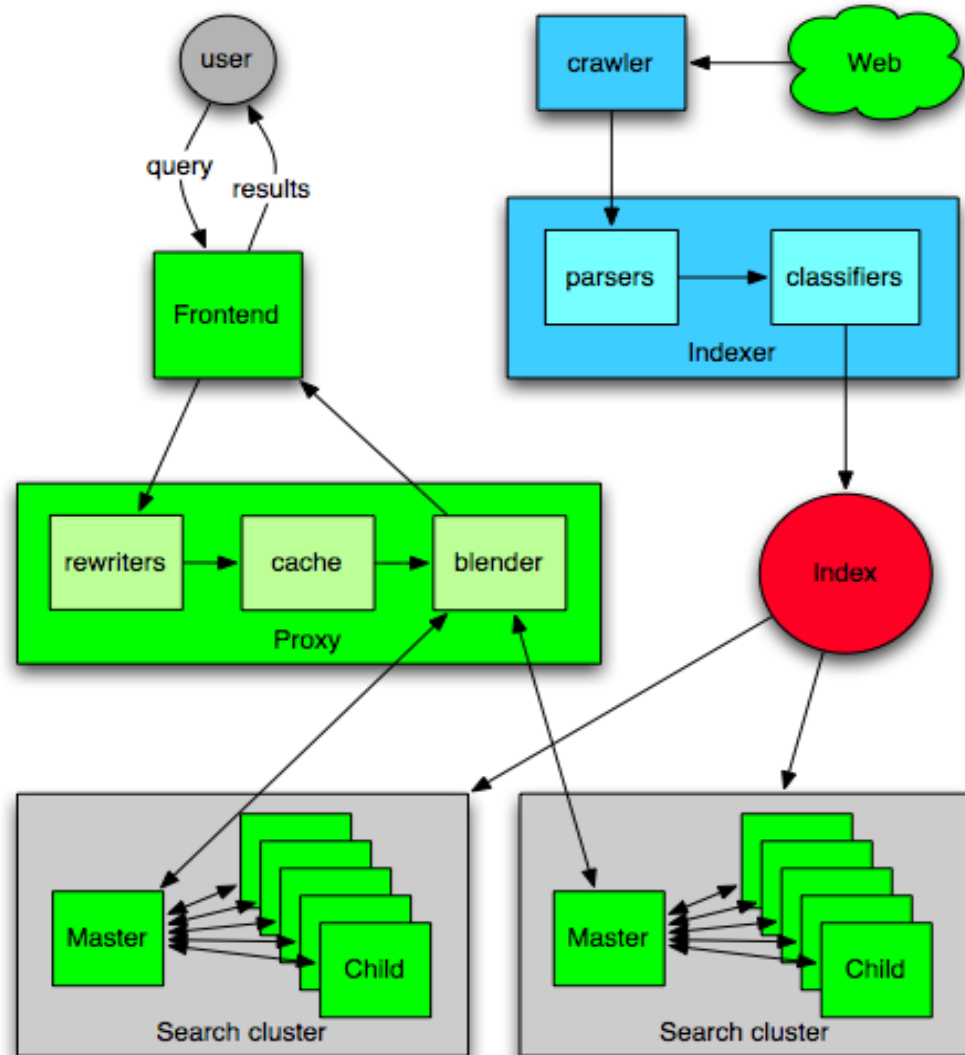 user
crawler
Web
query
results
Frontend
parsers
classifiers
Indexer
rewriters
cache
blender
Proxy
Index
Master
Child
Search cluster
Master
Child
Search cluster